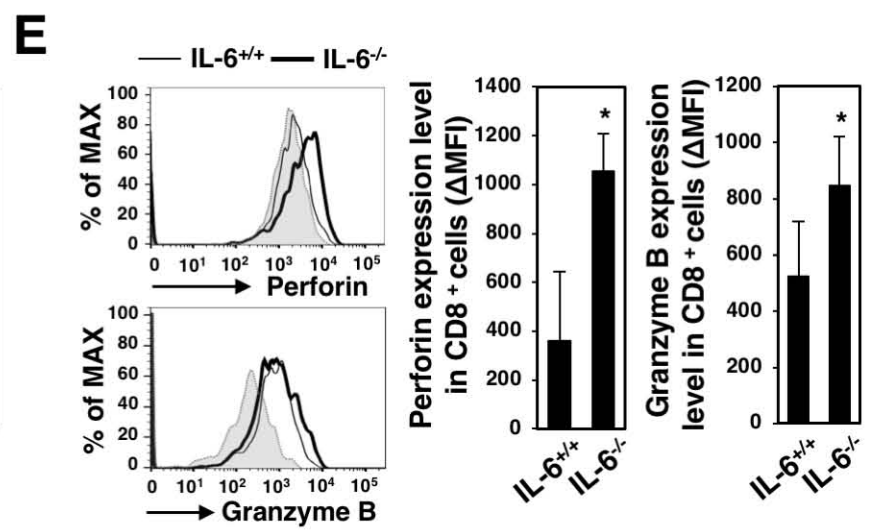 E
IL-6+/+ IL-6-/-
% of MAX
100
80
60
40
20
0
0 10¹ 10² 10³ 10⁴ 10⁵
Perforin
% of MAX
100
80
60
40
20
0
0 10¹ 10² 10³ 10⁴ 10⁵
Granzyme B
Perforin expression level
in CD8 + cells (ΔMFI)
1400
1200
1000
800
600
400
200
0
*
IL-6+/+
IL-6-/-
Granzyme B expression
level in CD8 + cells (ΔMFI)
1200
1000
800
600
400
200
0
*
IL-6+/+
IL-6-/-